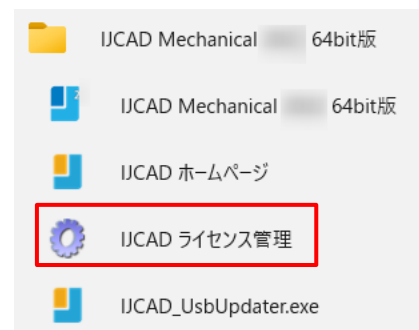 IJCAD Mechanical 64bit版
IJCAD Mechanical 64bit版
IJCAD ホームページ
IJCAD ライセンス管理
IJCAD_UsbUpdater.exe